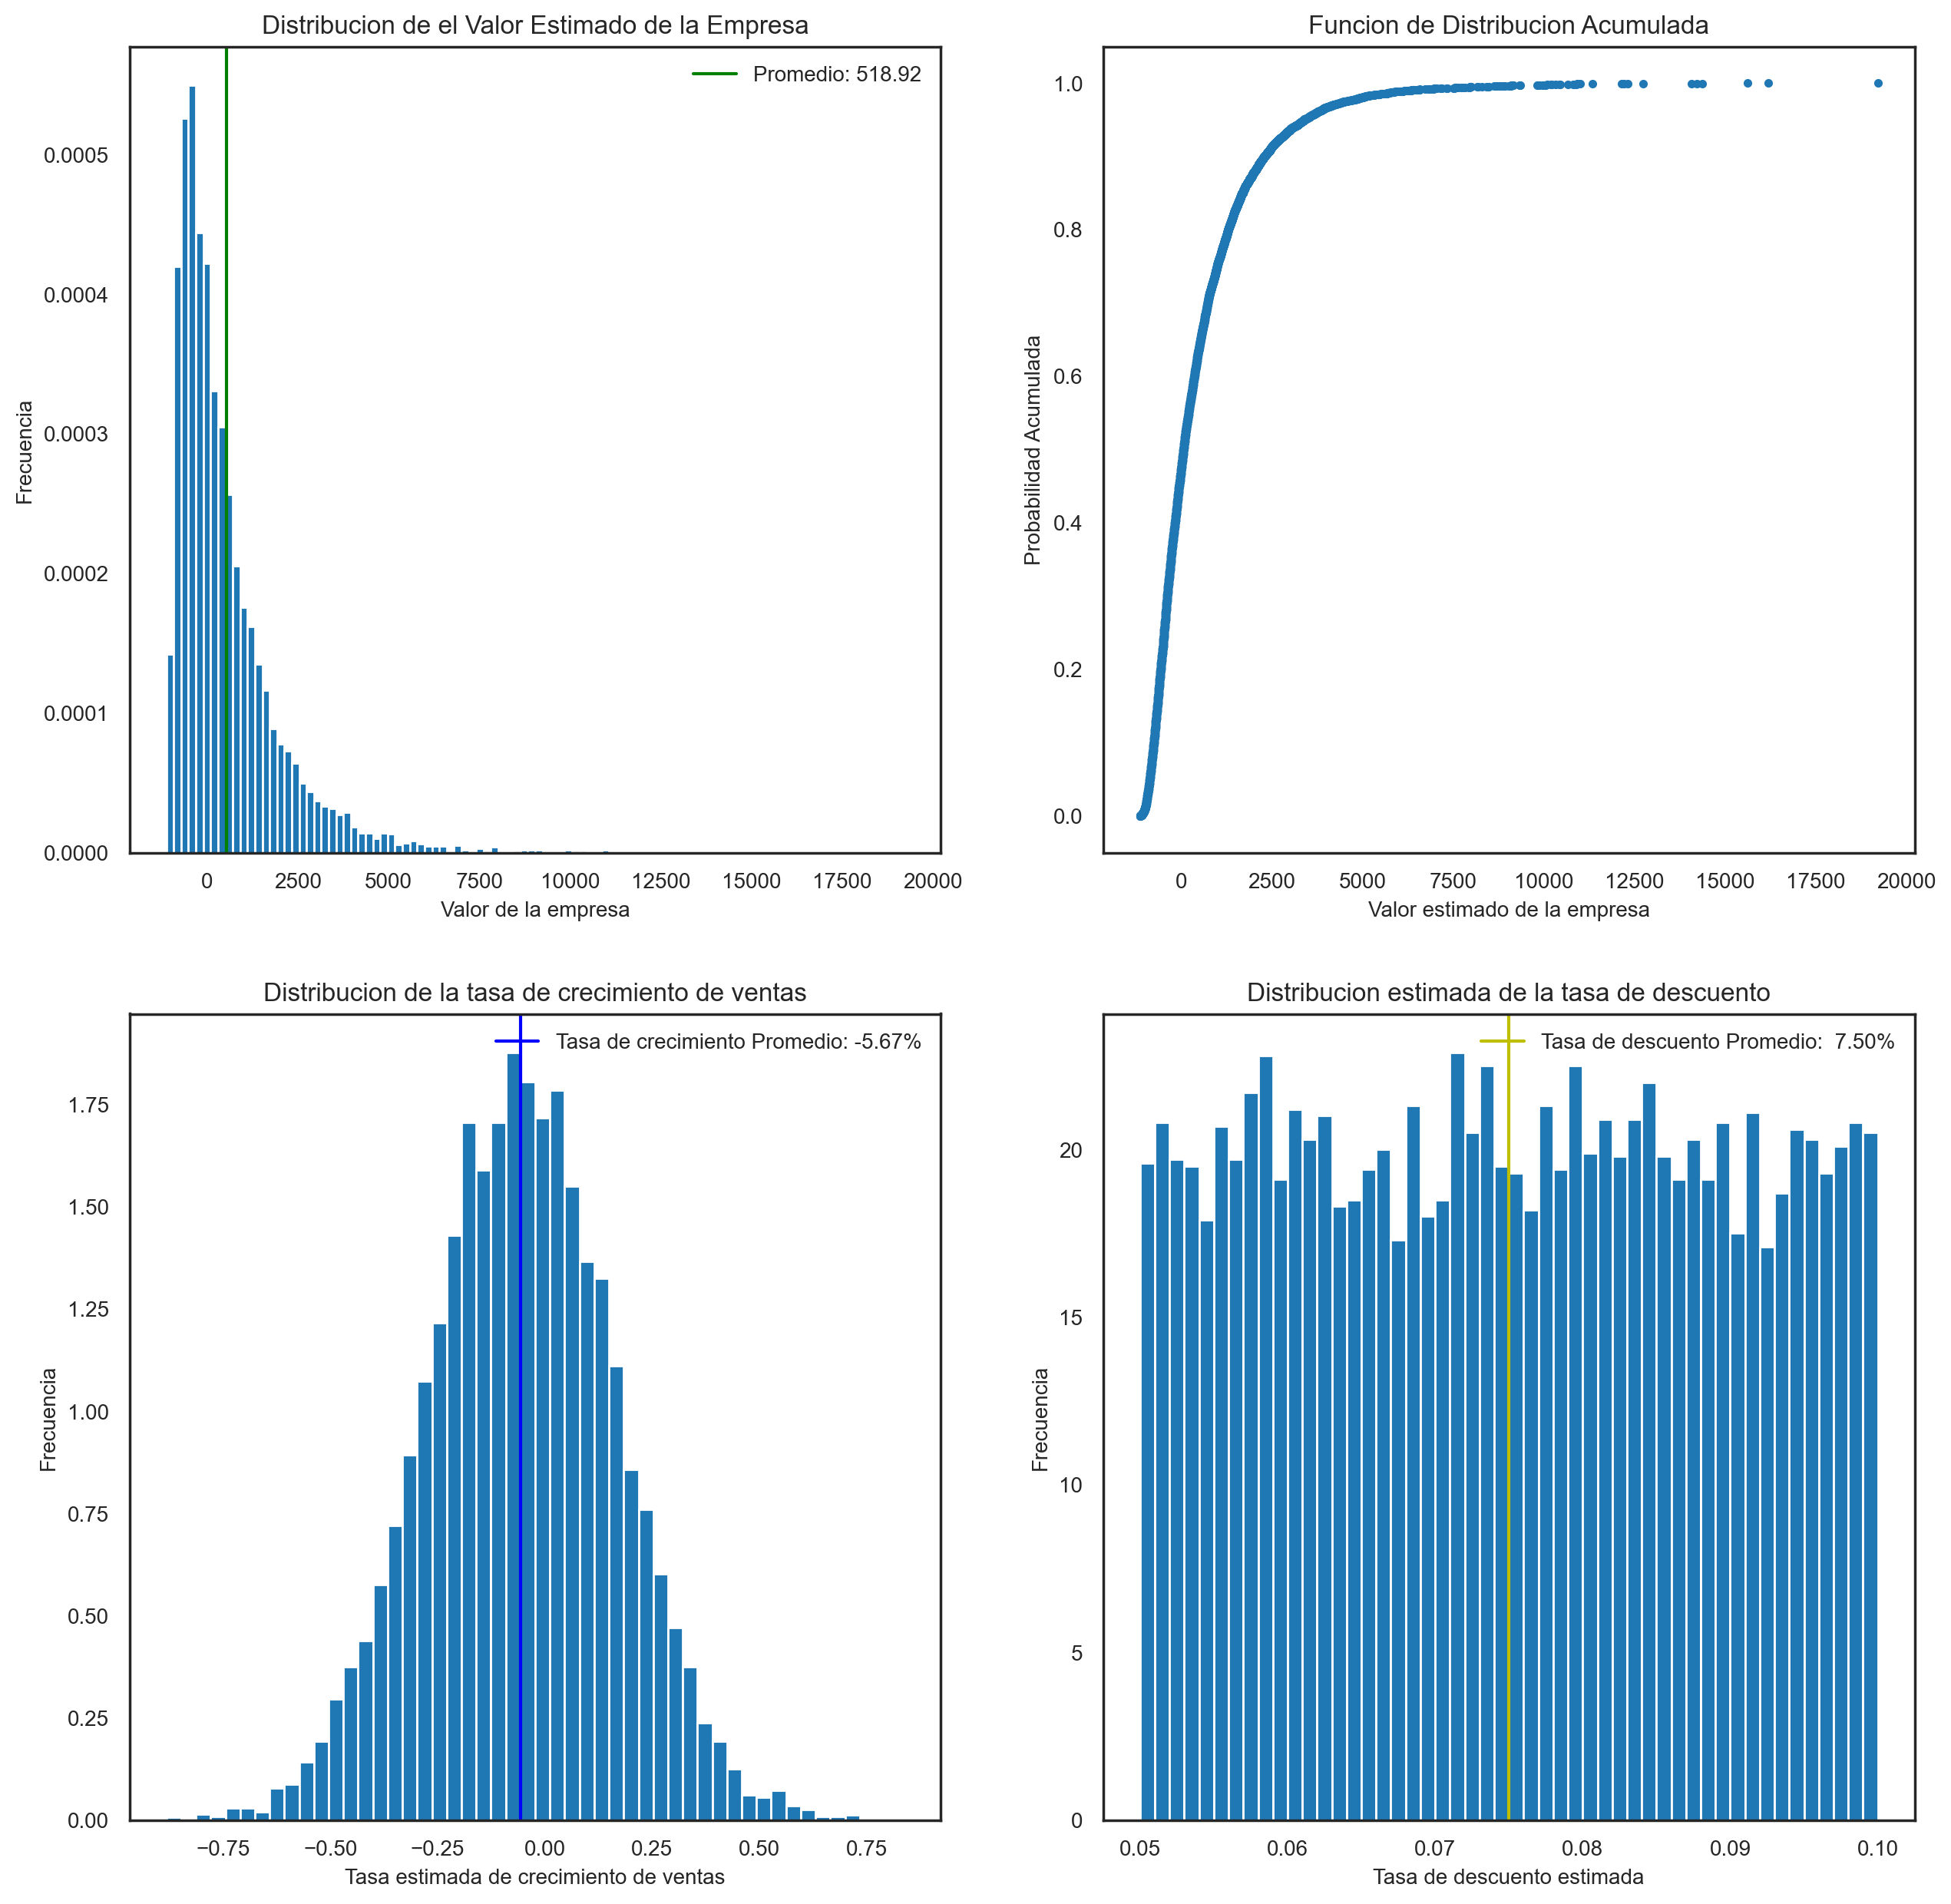 Distribucion de el Valor Estimado de la Empresa
Promedio: 518.92
0.0005
0.0004
0.0003
0.0002
0.0001
0.0000
Frecuencia
0 2500 5000 7500 10000 12500 15000 17500 20000
Valor de la empresa
Funcion de Distribucion Acumulada
1.0
0.8
0.6
0.4
0.2
0.0
Probabilidad Acumulada
0 2500 5000 7500 10000 12500 15000 17500 20000
Valor estimado de la empresa
Distribucion de la tasa de crecimiento de ventas
Tasa de crecimiento Promedio: -5.67%
1.75
1.50
1.25
1.00
0.75
0.50
0.25
0.00
Frecuencia
−0.75 −0.50 −0.25 0.00 0.25 0.50 0.75
Tasa estimada de crecimiento de ventas
Distribucion estimada de la tasa de descuento
Tasa de descuento Promedio:  7.50%
20
15
10
5
0
Frecuencia
0.05 0.06 0.07 0.08 0.09 0.10
Tasa de descuento estimada